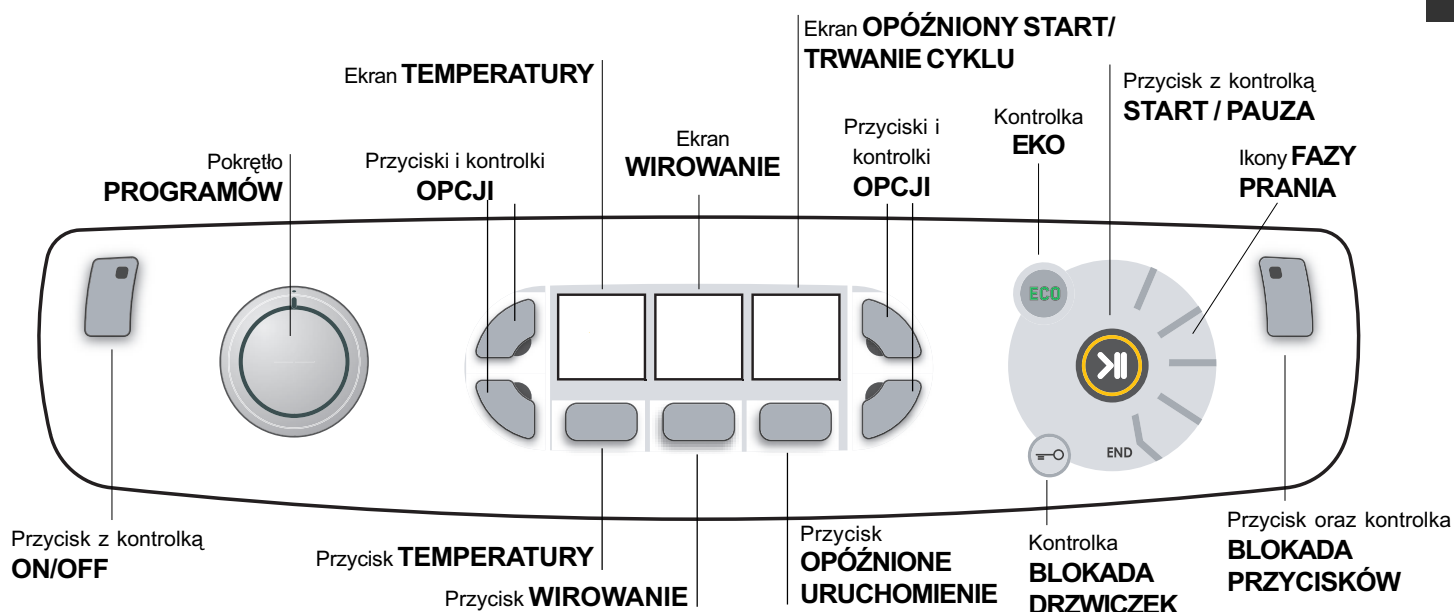 Ekran OPÓŹNIONY START/
TRWANIE CYKLU
Ekran TEMPERATURY
Przycisk z kontrolką
START / PAUZA
Pokrętło
PROGRAMÓW
Przyciski i kontrolki
OPCJI
Ekran
WIROWANIE
Przyciski i
kontrolki
OPCJI
Kontrolka
EKO
Ikony FAZY
PRANIA
ECO
END
Przycisk z kontrolką
ON/OFF
Przycisk TEMPERATURY
Przycisk WIROWANIE
Przycisk
OPÓŹNIONE
URUCHOMIENIE
Kontrolka
BLOKADA
DRZWICZEK
Przycisk oraz kontrolka
BLOKADA
PRZYCISKÓW